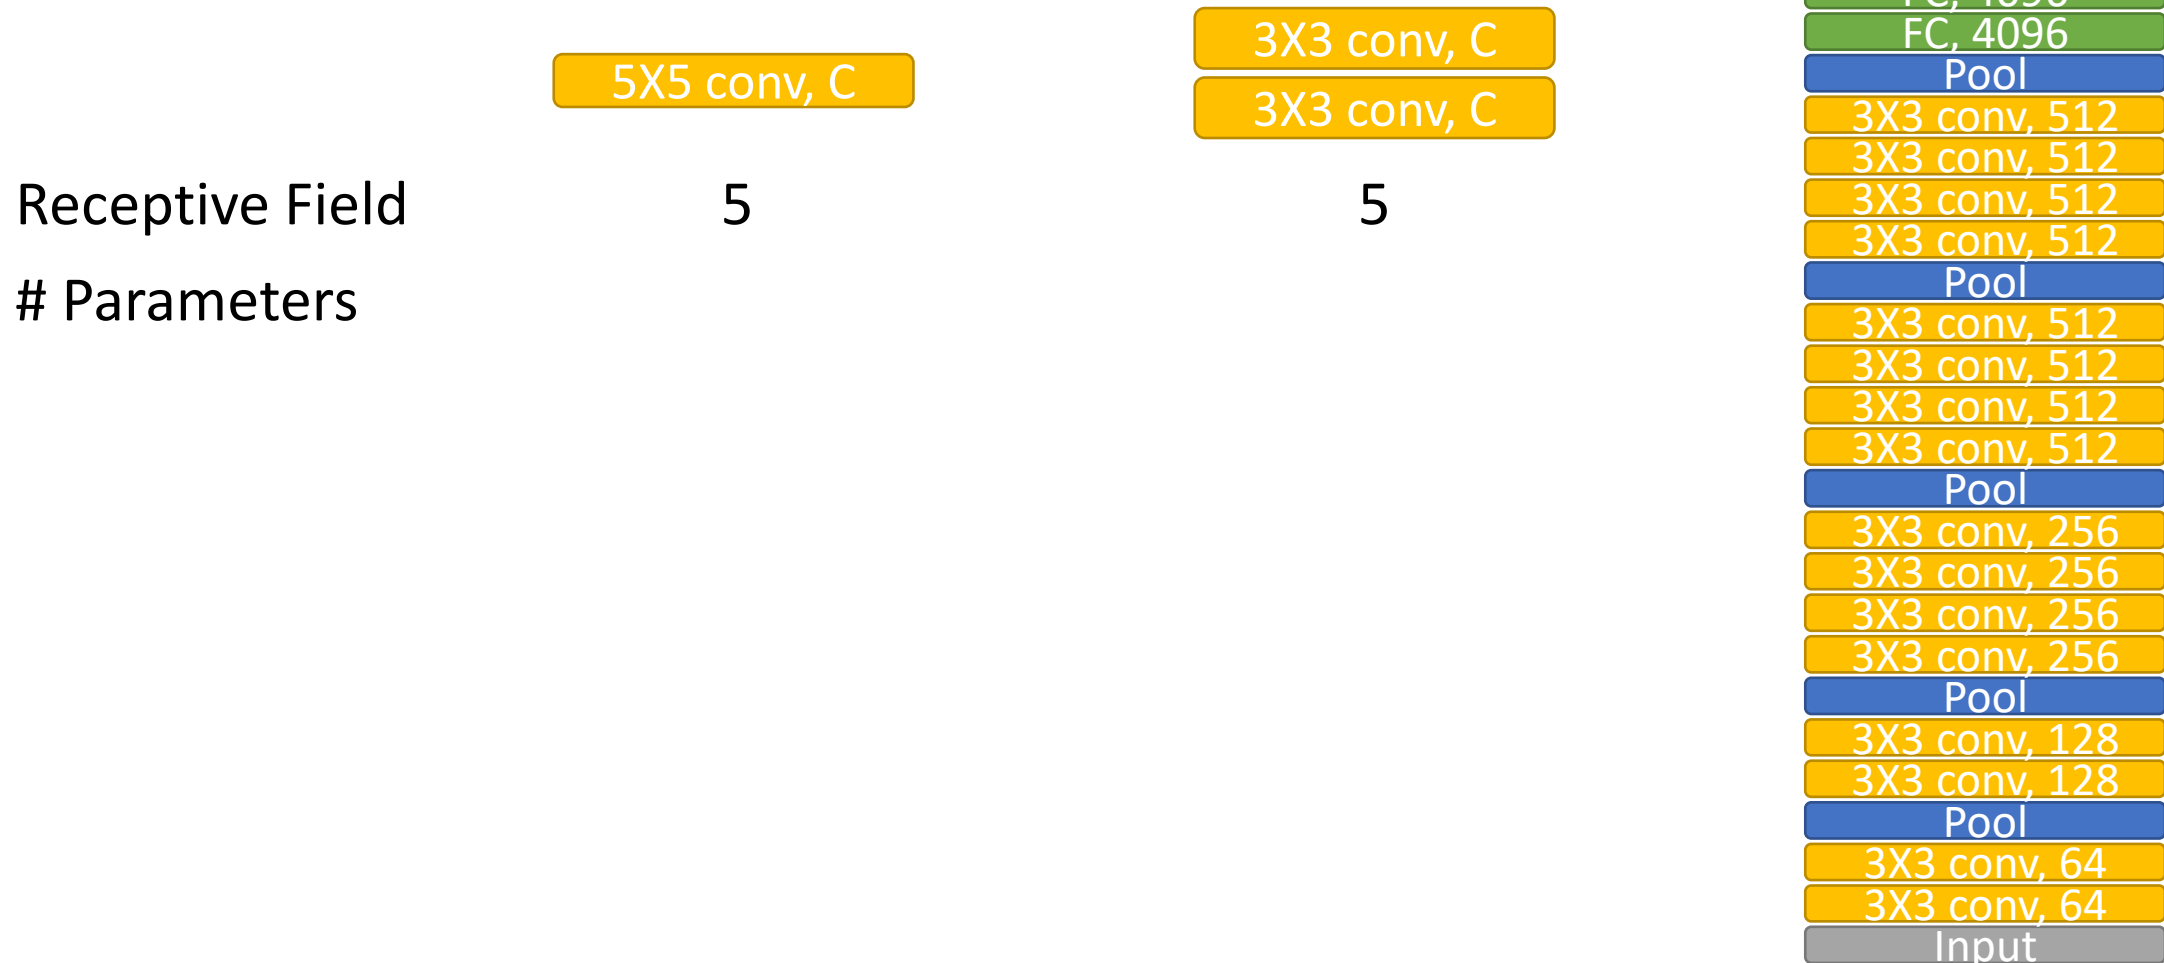 5X5 conv, C
3X3 conv, C
3X3 conv, C
Receptive Field
5
5
# Parameters
FC, 4096
FC, 4096
Pool
3X3 conv, 512
3X3 conv, 512
3X3 conv, 512
3X3 conv, 512
Pool
3X3 conv, 512
3X3 conv, 512
3X3 conv, 512
3X3 conv, 512
Pool
3X3 conv, 256
3X3 conv, 256
3X3 conv, 256
3X3 conv, 256
Pool
3X3 conv, 128
3X3 conv, 128
Pool
3X3 conv, 64
3X3 conv, 64
Input